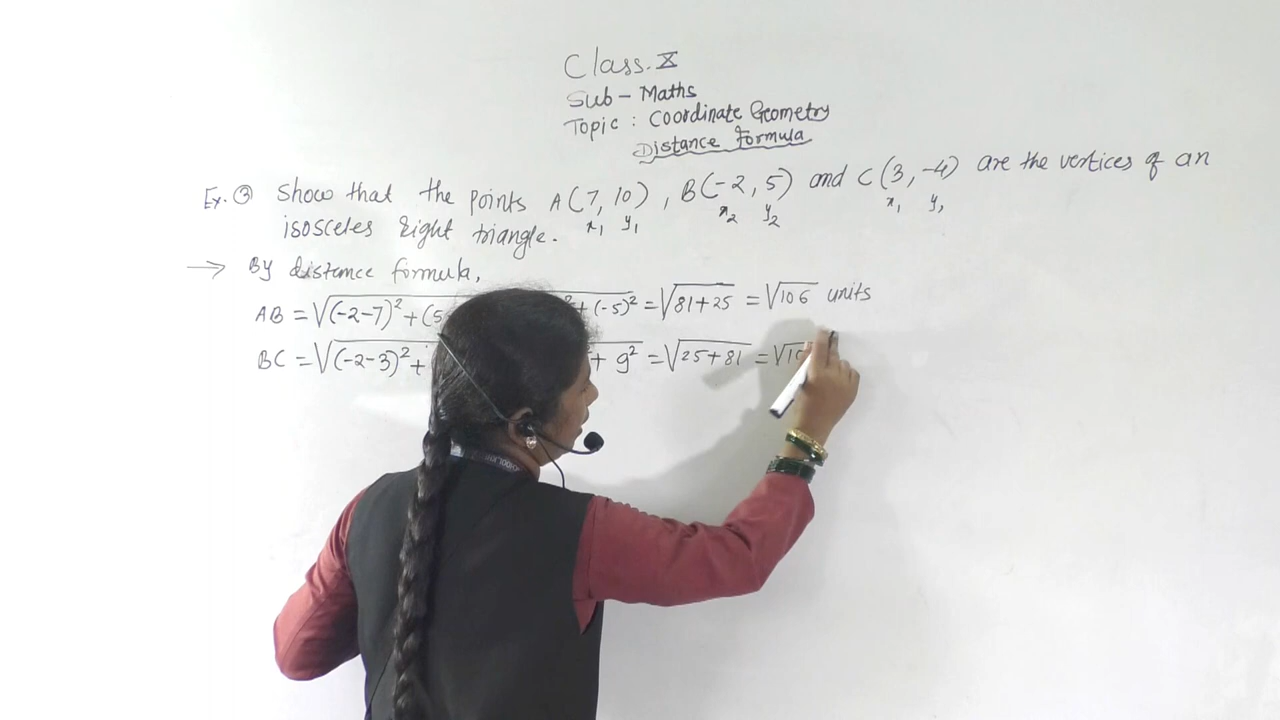 Class. X
Sub - Maths
Topic : Coordinate Geometry
Distance Formula
Ex. ③ Show that the points A(7, 10), B(-2, 5) and C(3, -4) are the vertices of an
x₁ y₁ x₂ y₂ x₁ y₁
isosceles right triangle.
→ By distance formula,
AB = √(-2-7)² + (5 + (-5)² = √81+25 = √106 units
BC = √(-2-3)² + + 9² = √25+81 = √10